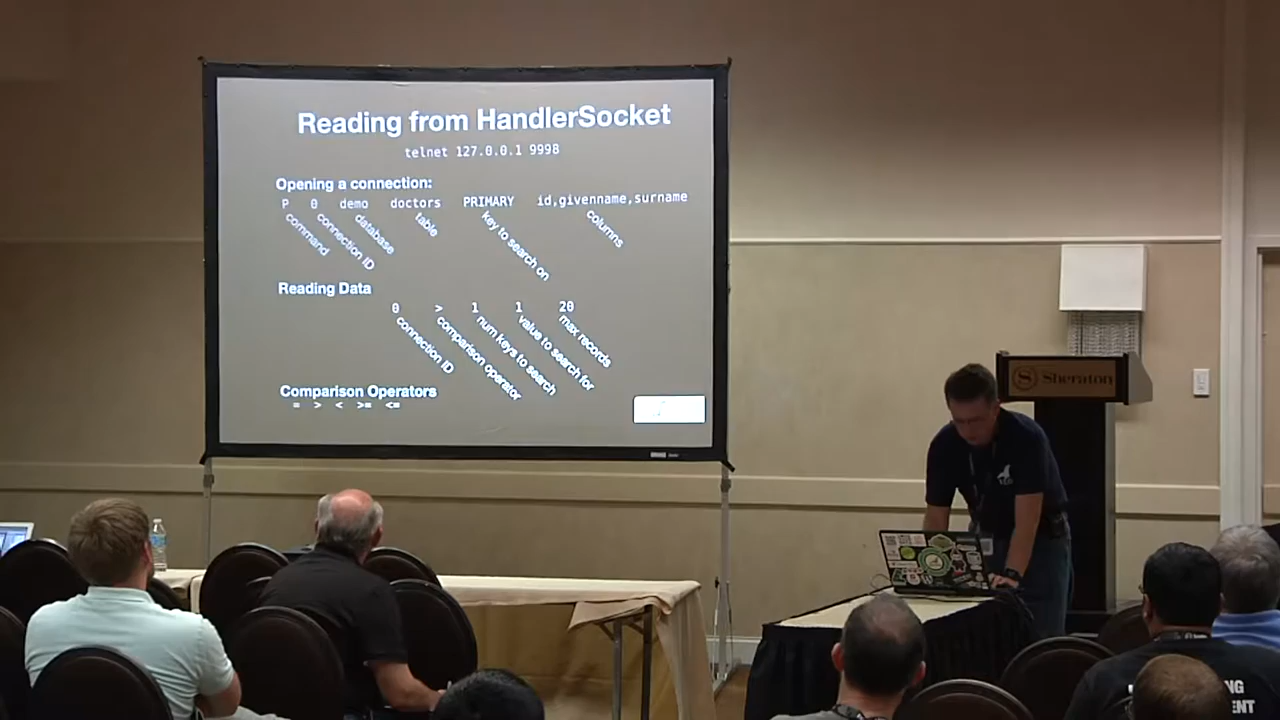 Reading from HandlerSocket
telnet 127.0.0.1 9998
Opening a connection:
P 0 demo doctors PRIMARY id,givenname,surname
command connection ID database table key to search on columns
Reading Data
0 > 1 1 20
connection ID comparison operator num keys to search value to search for max records
Comparison Operators
= > < >= <=
S Sheraton
NG
ENT